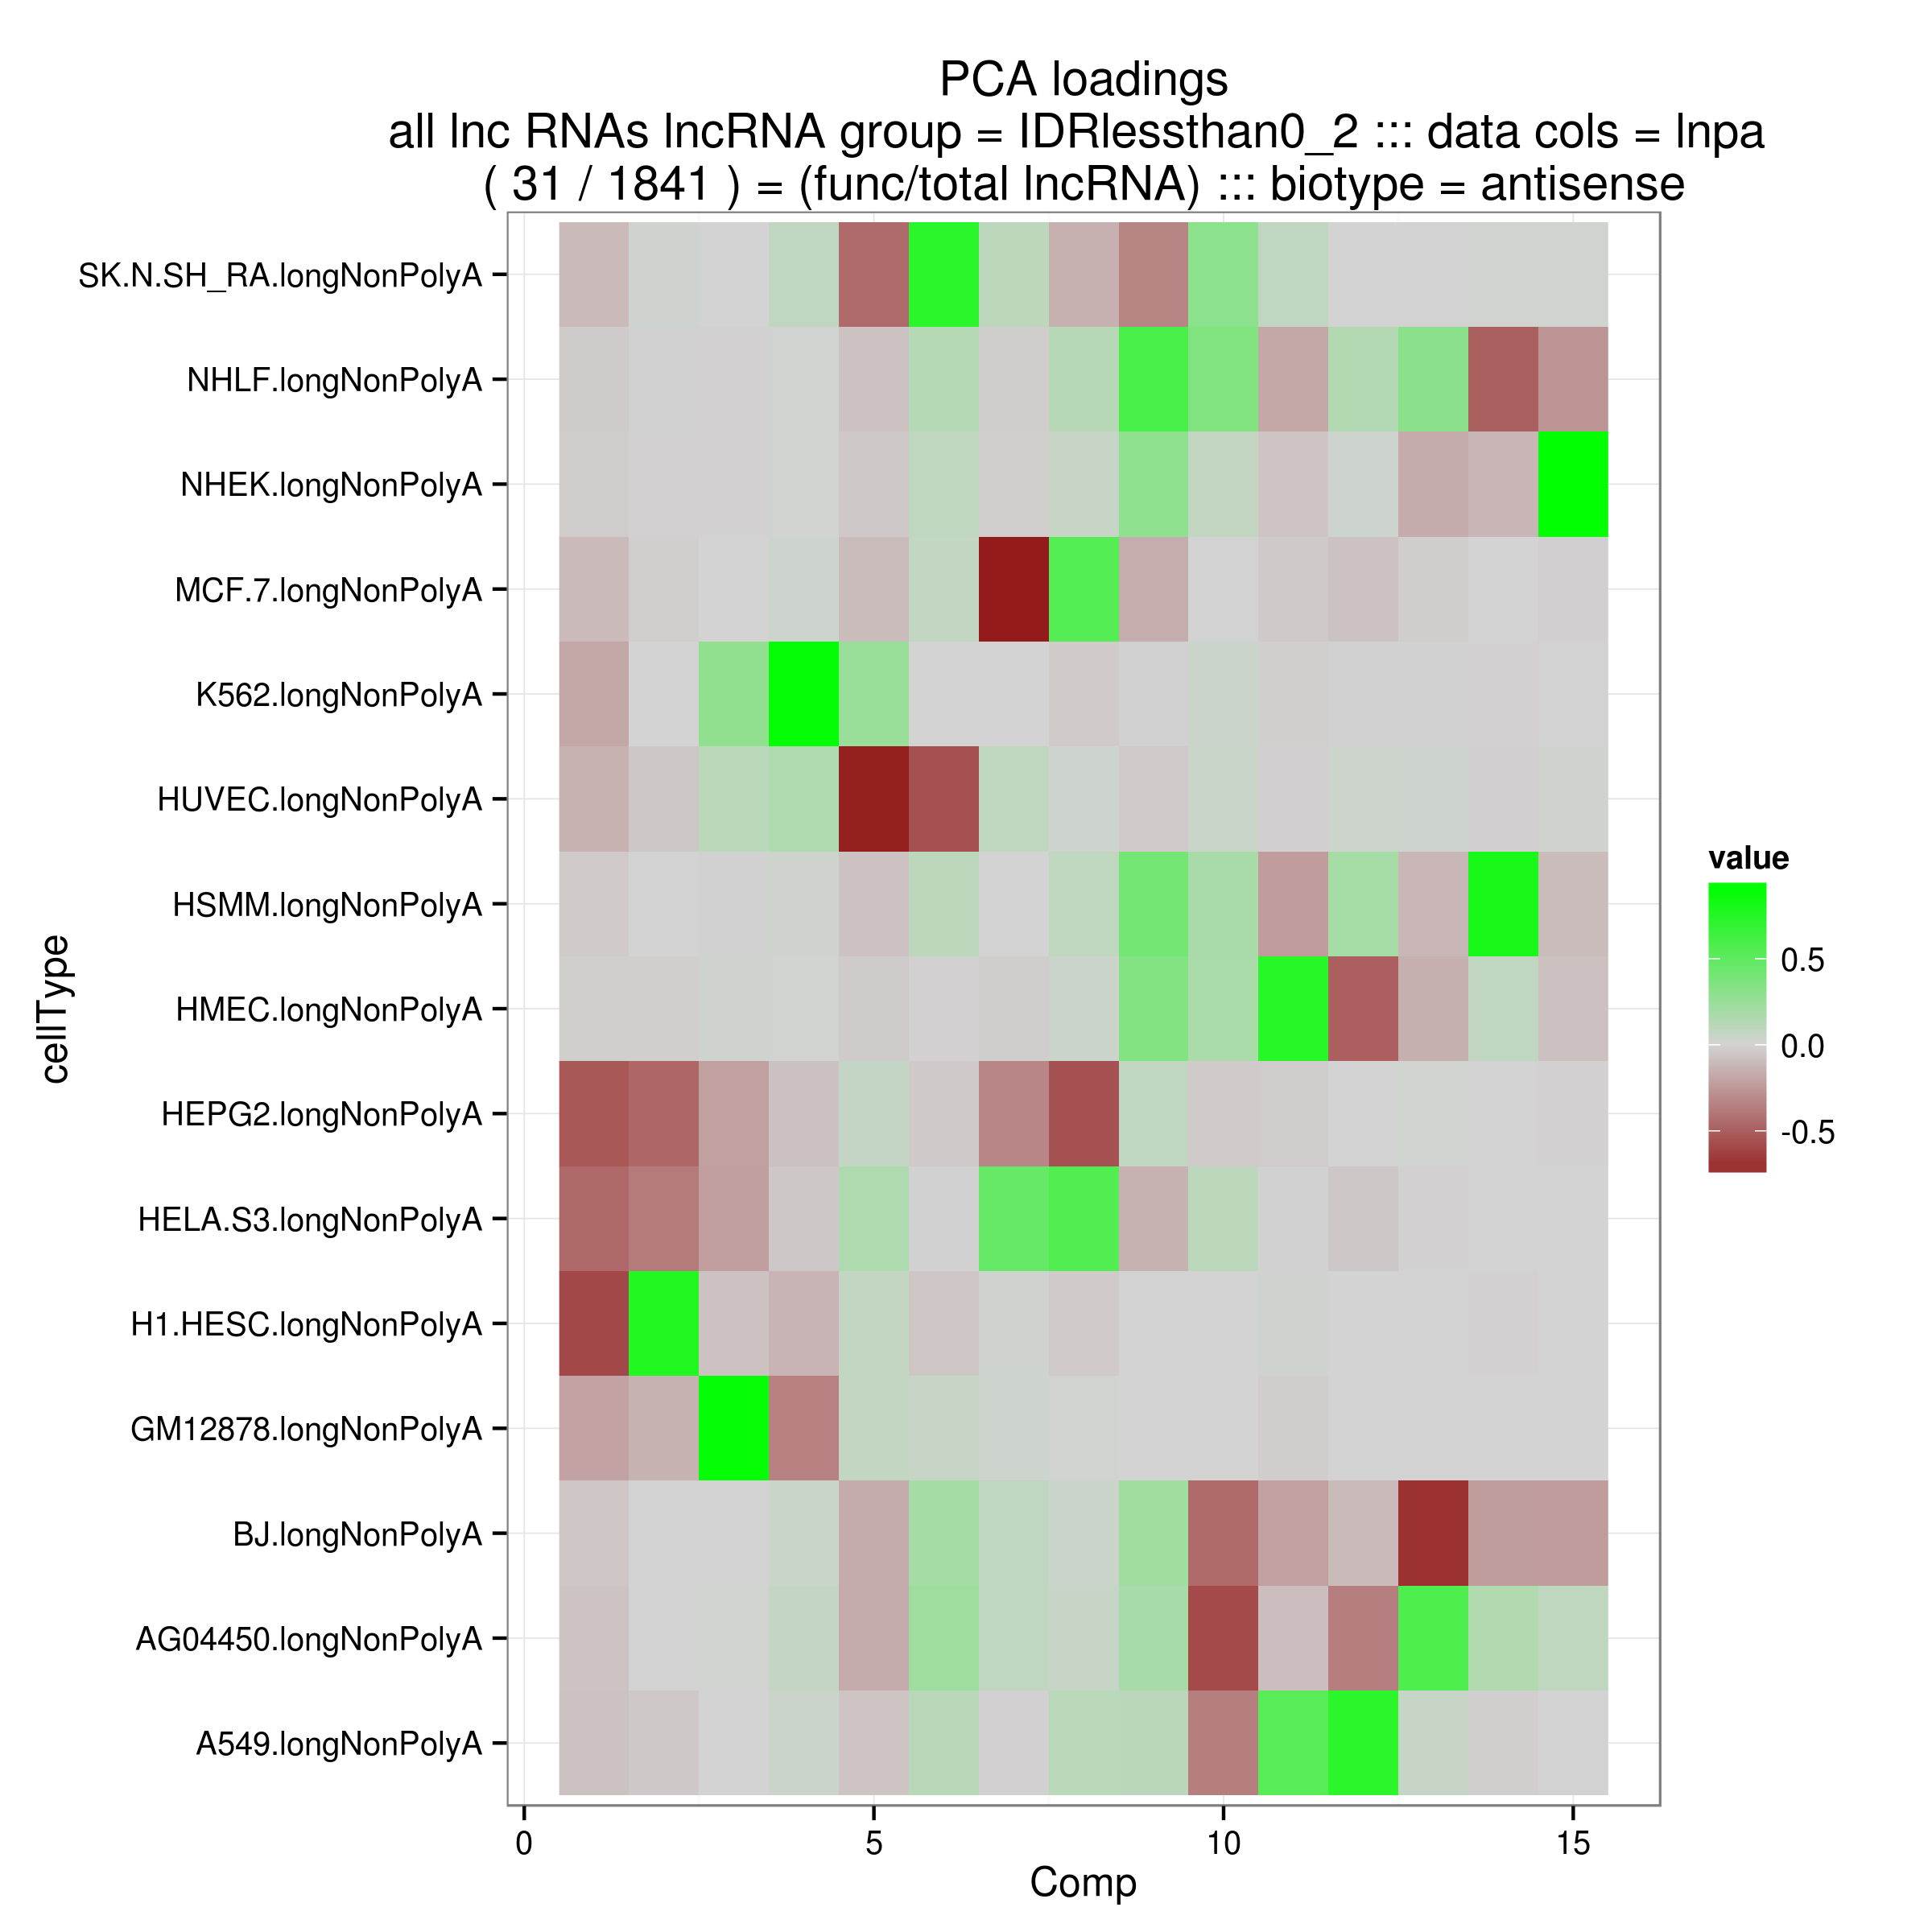 PCA loadings
all lnc RNAs lncRNA group = IDRlessthan0_2 ::: data cols = lnpa
( 31 / 1841 ) = (func/total lncRNA) ::: biotype = antisense
SK.N.SH_RA.longNonPolyA
NHLF.longNonPolyA
NHEK.longNonPolyA
MCF.7.longNonPolyA
K562.longNonPolyA
HUVEC.longNonPolyA
HSMM.longNonPolyA
HMEC.longNonPolyA
HEPG2.longNonPolyA
HELA.S3.longNonPolyA
H1.HESC.longNonPolyA
GM12878.longNonPolyA
BJ.longNonPolyA
AG04450.longNonPolyA
A549.longNonPolyA
cellType
0 5 10 15
Comp
value
0.5
0.0
-0.5